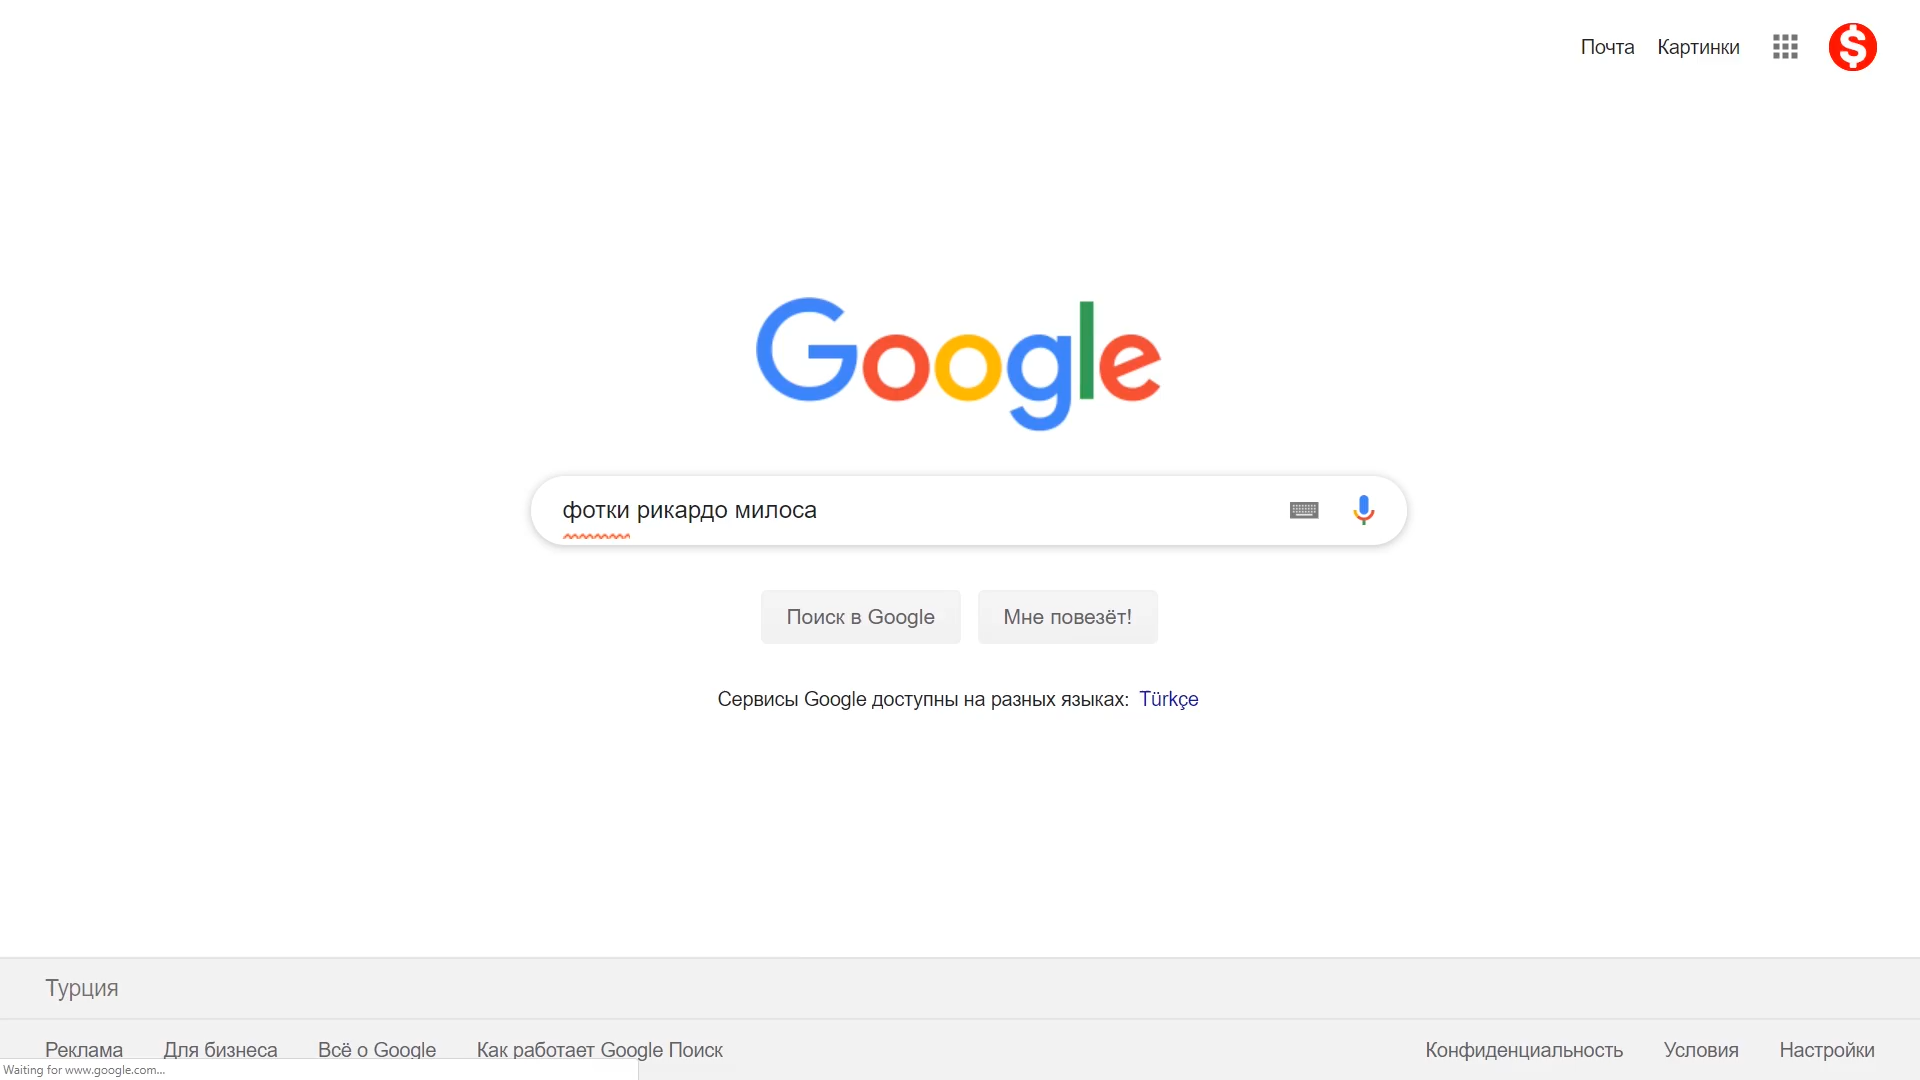 Почта Картинки
$
Google
фотки рикардо милоса
Поиск в Google Мне повезёт!
Сервисы Google доступны на разных языках: Türkçe
Турция
Реклама Для бизнеса Всё о Google Как работает Google Поиск Конфиденциальность Условия Настройки
Waiting for www.google.com...